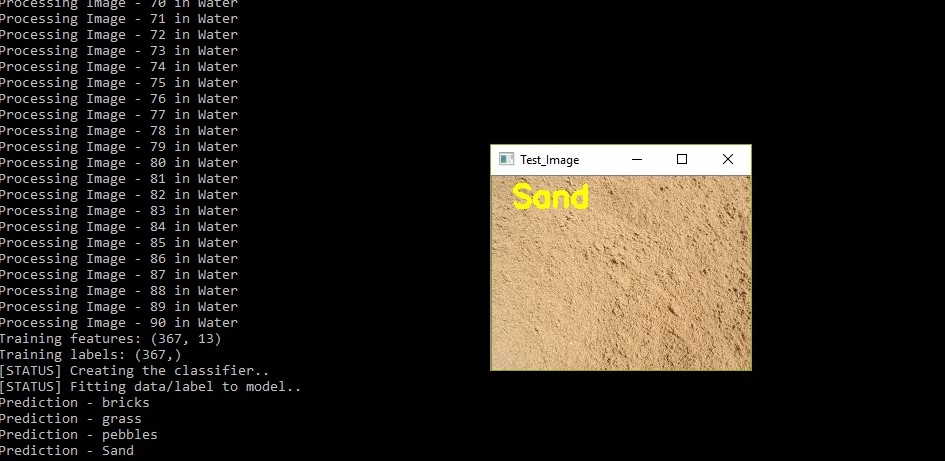 Processing Image - 70 in Water
Processing Image - 71 in Water
Processing Image - 72 in Water
Processing Image - 73 in Water
Processing Image - 74 in Water
Processing Image - 75 in Water
Processing Image - 76 in Water
Processing Image - 77 in Water
Processing Image - 78 in Water
Processing Image - 79 in Water
Processing Image - 80 in Water
Processing Image - 81 in Water
Processing Image - 82 in Water
Processing Image - 83 in Water
Processing Image - 84 in Water
Processing Image - 85 in Water
Processing Image - 86 in Water
Processing Image - 87 in Water
Processing Image - 88 in Water
Processing Image - 89 in Water
Processing Image - 90 in Water
Training features: (367, 13)
Training labels: (367,)
[STATUS] Creating the classifier..
[STATUS] Fitting data/label to model..
Prediction - bricks
Prediction - grass
Prediction - pebbles
Prediction - Sand
Test_Image
Sand